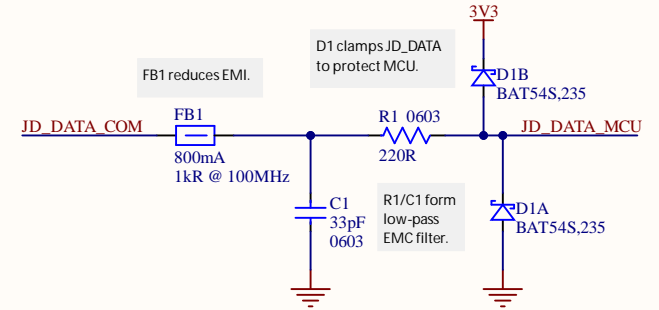 3V3
D1 clamps JD_DATA
to protect MCU.
FB1 reduces EMI.
D1B
BAT54S,235
FB1
R1 0603
JD_DATA_COM
JD_DATA_MCU
800mA
1kR @ 100MHz
220R
C1
33pF
0603
R1/C1 form
low-pass
EMC filter.
D1A
BAT54S,235